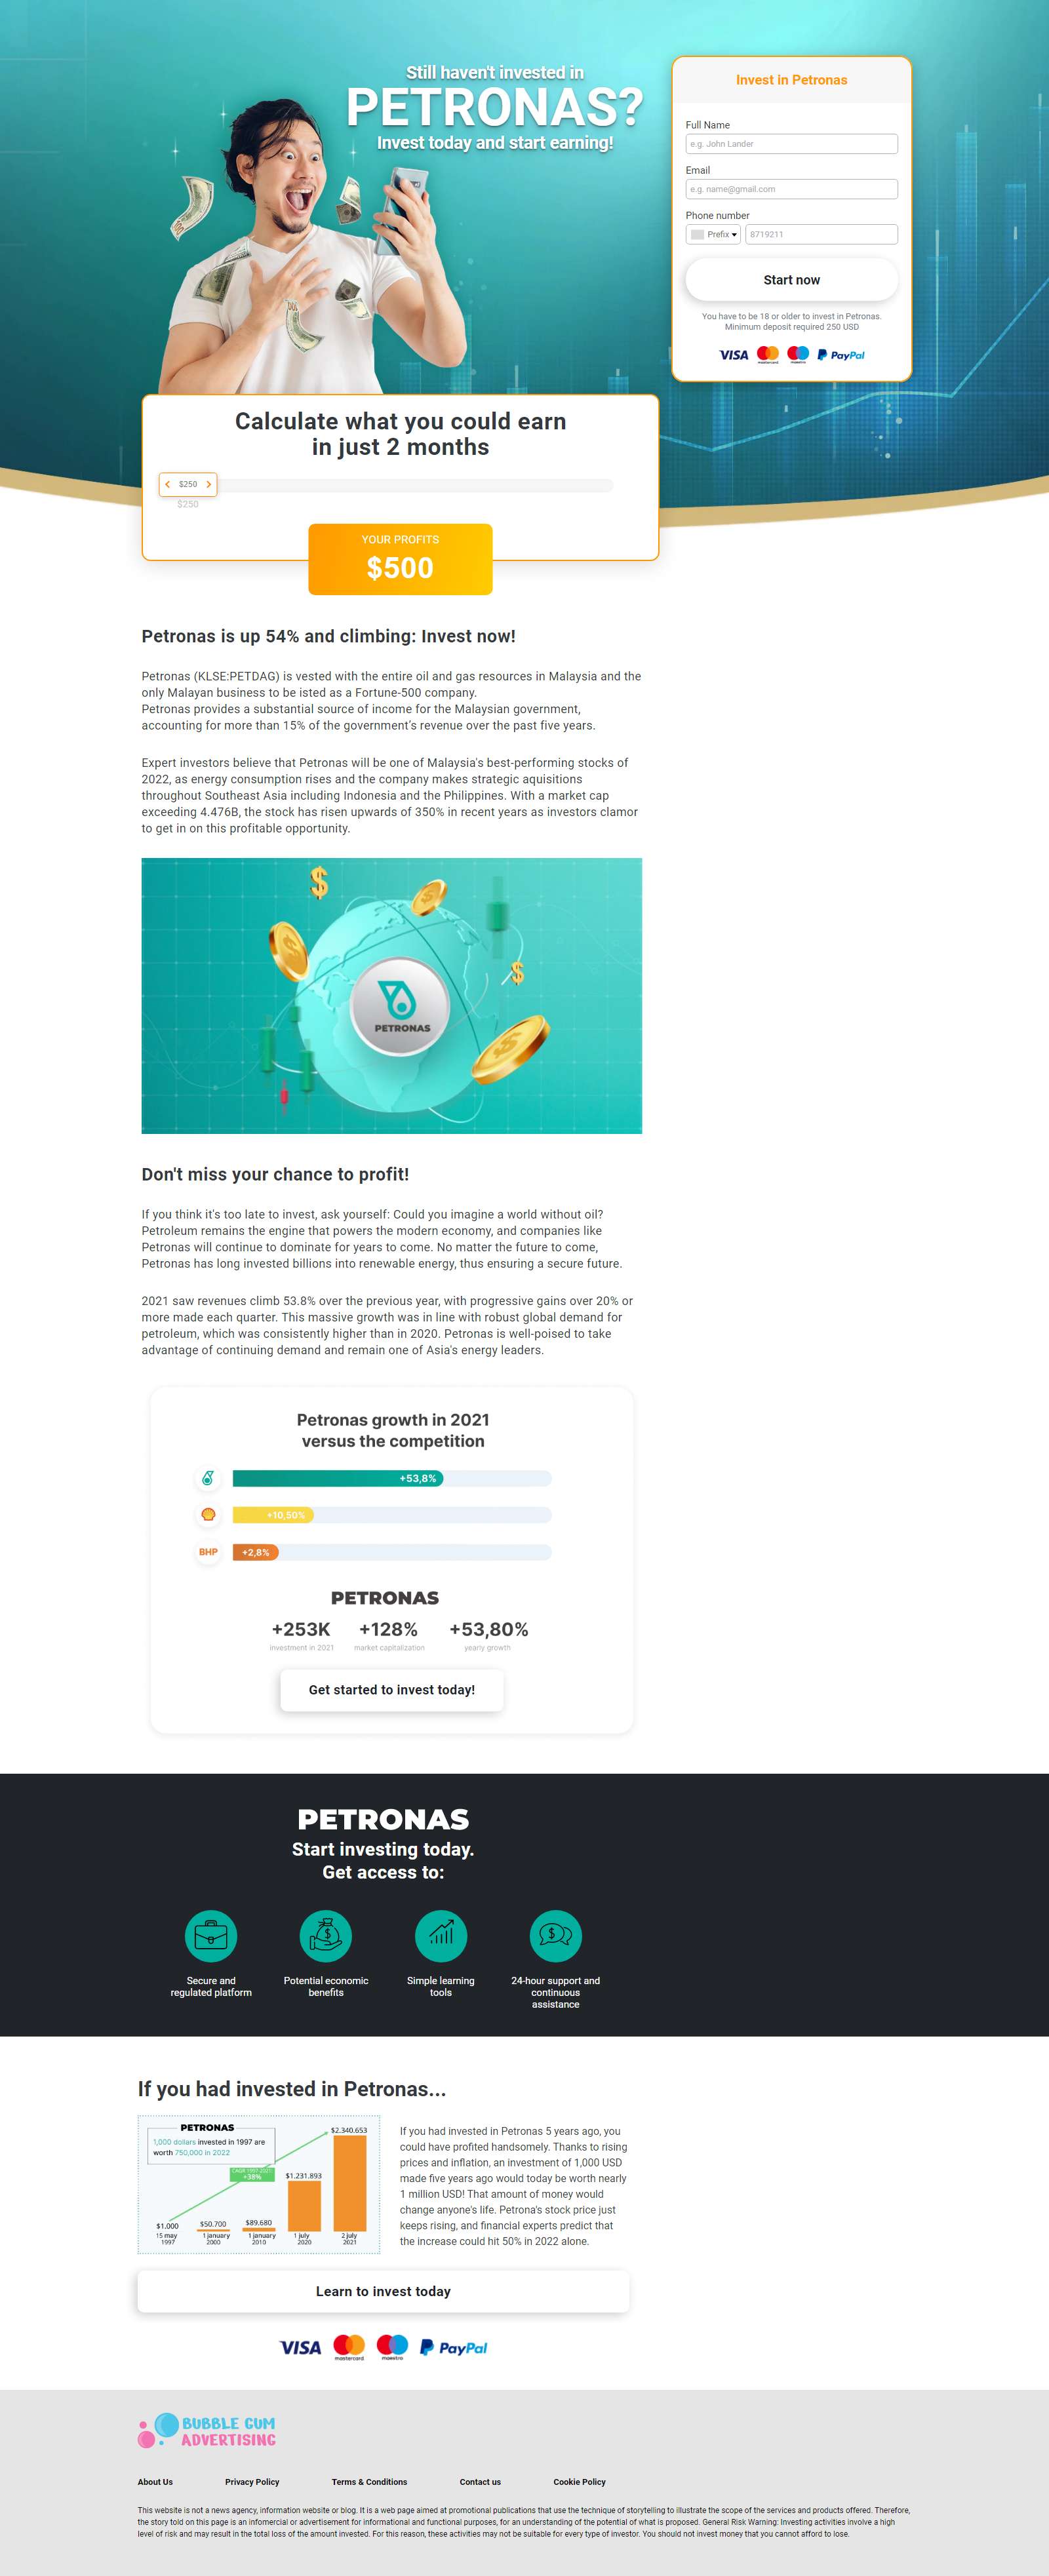 Still haven't invested in
PETRONAS?
Invest today and start earning!
Invest in Petronas
Full Name
e.g. John Lander
Email
e.g. name@gmail.com
Phone number
Prefix
8719211
Start now
You have to be 18 or older to invest in Petronas.
Minimum deposit required 250 USD
VISA
mastercard
maestro
PayPal
Calculate what you could earn
in just 2 months
$250
$250
YOUR PROFITS
$500
Petronas is up 54% and climbing: Invest now!
Petronas (KLSE:PETDAG) is vested with the entire oil and gas resources in Malaysia and the
only Malayan business to be isted as a Fortune-500 company.
Petronas provides a substantial source of income for the Malaysian government,
accounting for more than 15% of the government's revenue over the past five years.
Expert investors believe that Petronas will be one of Malaysia's best-performing stocks of
2022, as energy consumption rises and the company makes strategic aquisitions
throughout Southeast Asia including Indonesia and the Philippines. With a market cap
exceeding 4.476B, the stock has risen upwards of 350% in recent years as investors clamor
to get in on this profitable opportunity.
$
$
PETRONAS
$
Don't miss your chance to profit!
If you think it's too late to invest, ask yourself: Could you imagine a world without oil?
Petroleum remains the engine that powers the modern economy, and companies like
Petronas will continue to dominate for years to come. No matter the future to come,
Petronas has long invested billions into renewable energy, thus ensuring a secure future.
2021 saw revenues climb 53.8% over the previous year, with progressive gains over 20% or
more made each quarter. This massive growth was in line with robust global demand for
petroleum, which was consistently higher than in 2020. Petronas is well-poised to take
advantage of continuing demand and remain one of Asia's energy leaders.
Petronas growth in 2021
versus the competition
+53,8%
+10,50%
BHP
+2,8%
PETRONAS
+253K
+128%
+53,80%
investment in 2021
market capitalization
yearly growth
Get started to invest today!
PETRONAS
Start investing today.
Get access to:
Secure and
regulated platform
Potential economic
benefits
Simple learning
tools
24-hour support and
continuous
assistance
If you had invested in Petronas...
PETRONAS
1,000 dollars invested in 1997 are
worth 750,000 in 2022
CAGR 1997-2021
+38%
$1.000
$50.700
$89.680
$1.231.893
$2.340.653
15 may
1997
1 january
2000
1 january
2010
1 july
2020
2 july
2021
If you had invested in Petronas 5 years ago, you
could have profited handsomely. Thanks to rising
prices and inflation, an investment of 1,000 USD
made five years ago would today be worth nearly
1 million USD! That amount of money would
change anyone's life. Petrona's stock price just
keeps rising, and financial experts predict that
the increase could hit 50% in 2022 alone.
Learn to invest today
VISA
mastercard
maestro
PayPal
BUBBLE GUM
ADVERTISING
About Us
Privacy Policy
Terms & Conditions
Contact us
Cookie Policy
This website is not a news agency, information website or blog. It is a web page aimed at promotional publications that use the technique of storytelling to illustrate the scope of the services and products offered. Therefore,
the story told on this page is an infomercial or advertisement for informational and functional purposes, for an understanding of the potential of what is proposed. General Risk Warning: Investing activities involve a high
level of risk and may result in the total loss of the amount invested. For this reason, these activities may not be suitable for every type of investor. You should not invest money that you cannot afford to lose.